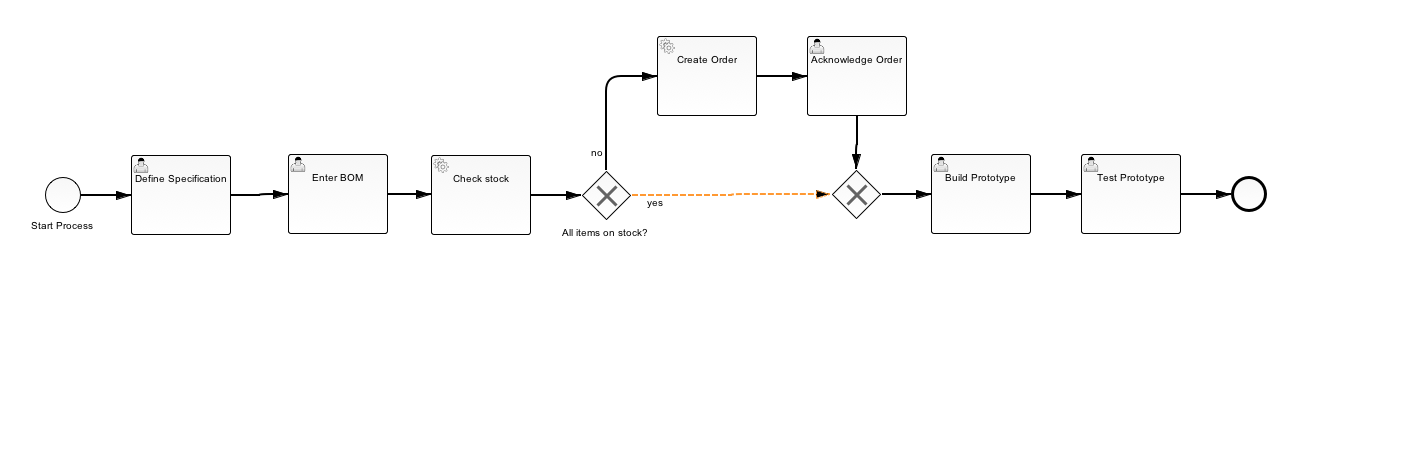 Create Order
Acknowledge Order
no
Define Specification
Enter BOM
Check stock
Build Prototype
Test Prototype
yes
Start Process
All items on stock?